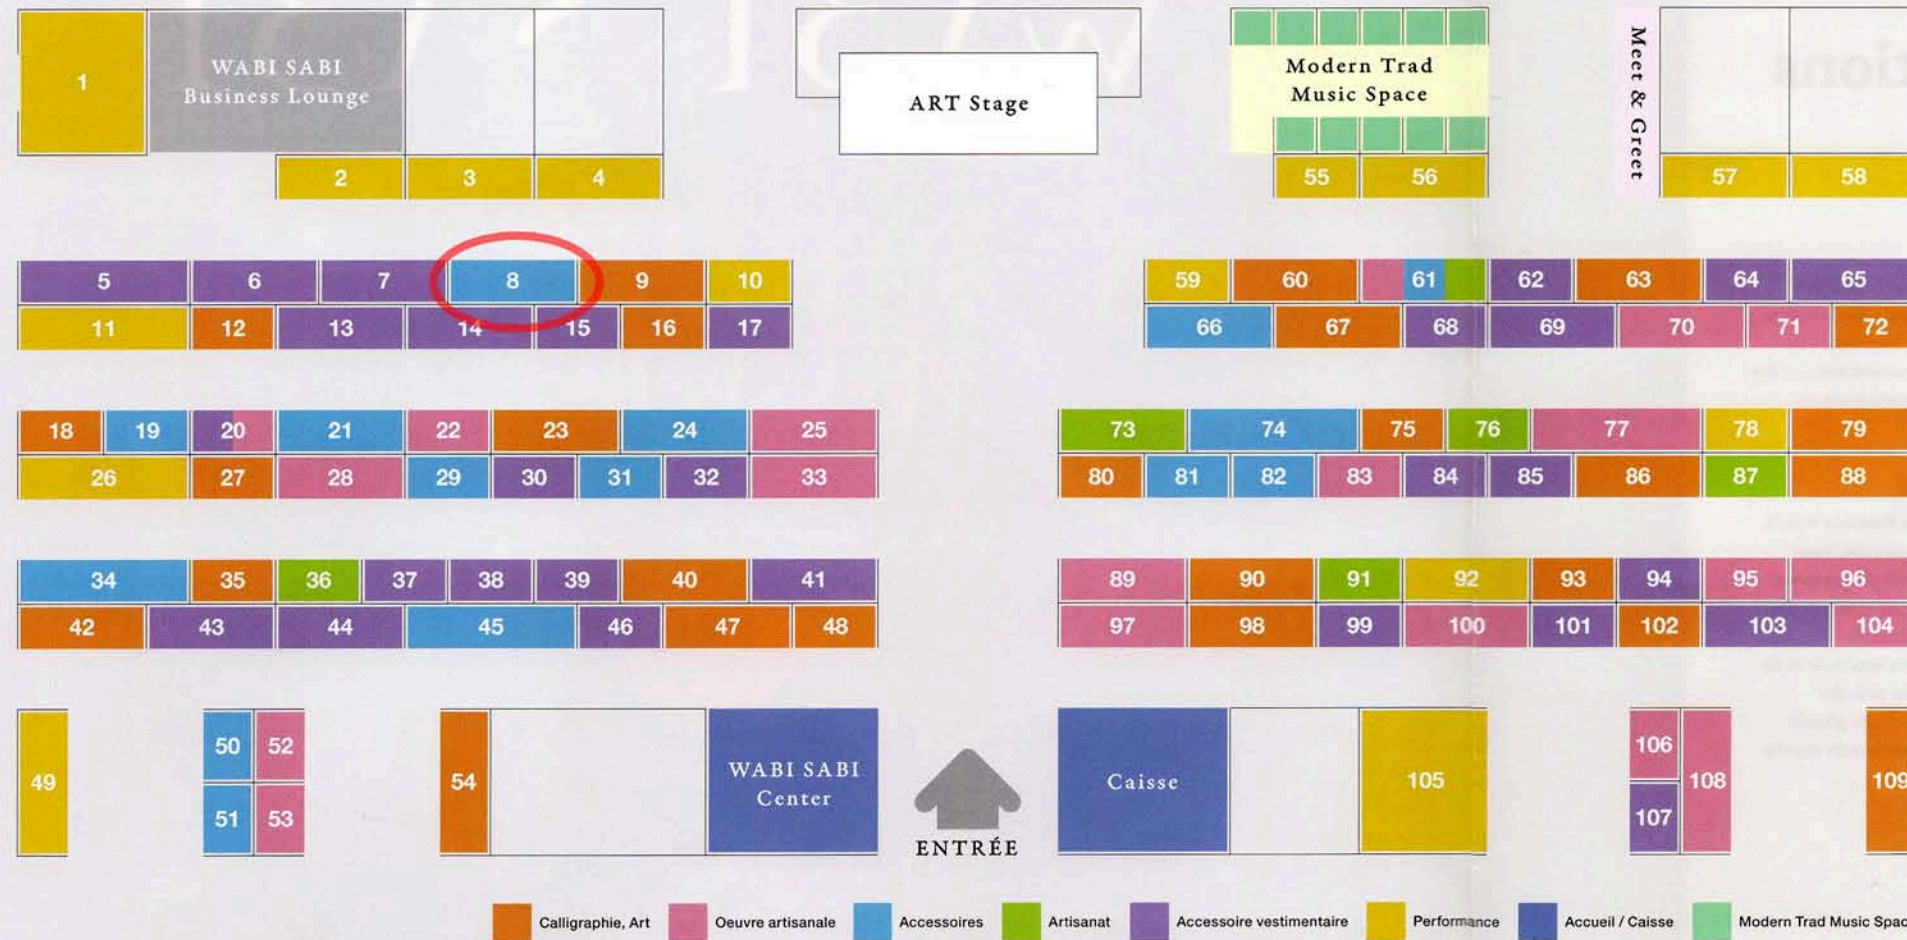 1
WABI SABI
Business Lounge
ART Stage
Modern Trad
Music Space
Meet & Greet
2 3 4
55 56
57 58
5 6 7 8 9 10
59 60 61 62 63 64 65
11 12 13 14 15 16 17
66 67 68 69 70 71 72
18 19 20 21 22 23 24 25
73 74 75 76 77 78 79
26 27 28 29 30 31 32 33
80 81 82 83 84 85 86 87 88
34 35 36 37 38 39 40 41
89 90 91 92 93 94 95 96
42 43 44 45 46 47 48
97 98 99 100 101 102 103 104
49
50 52
51 53
54
WABI SABI
Center
ENTRÉE
Caisse
105
106
107
108
109
Calligraphie, Art
Oeuvre artisanale
Accessoires
Artisanat
Accessoire vestimentaire
Performance
Accueil / Caisse
Modern Trad Music Spac